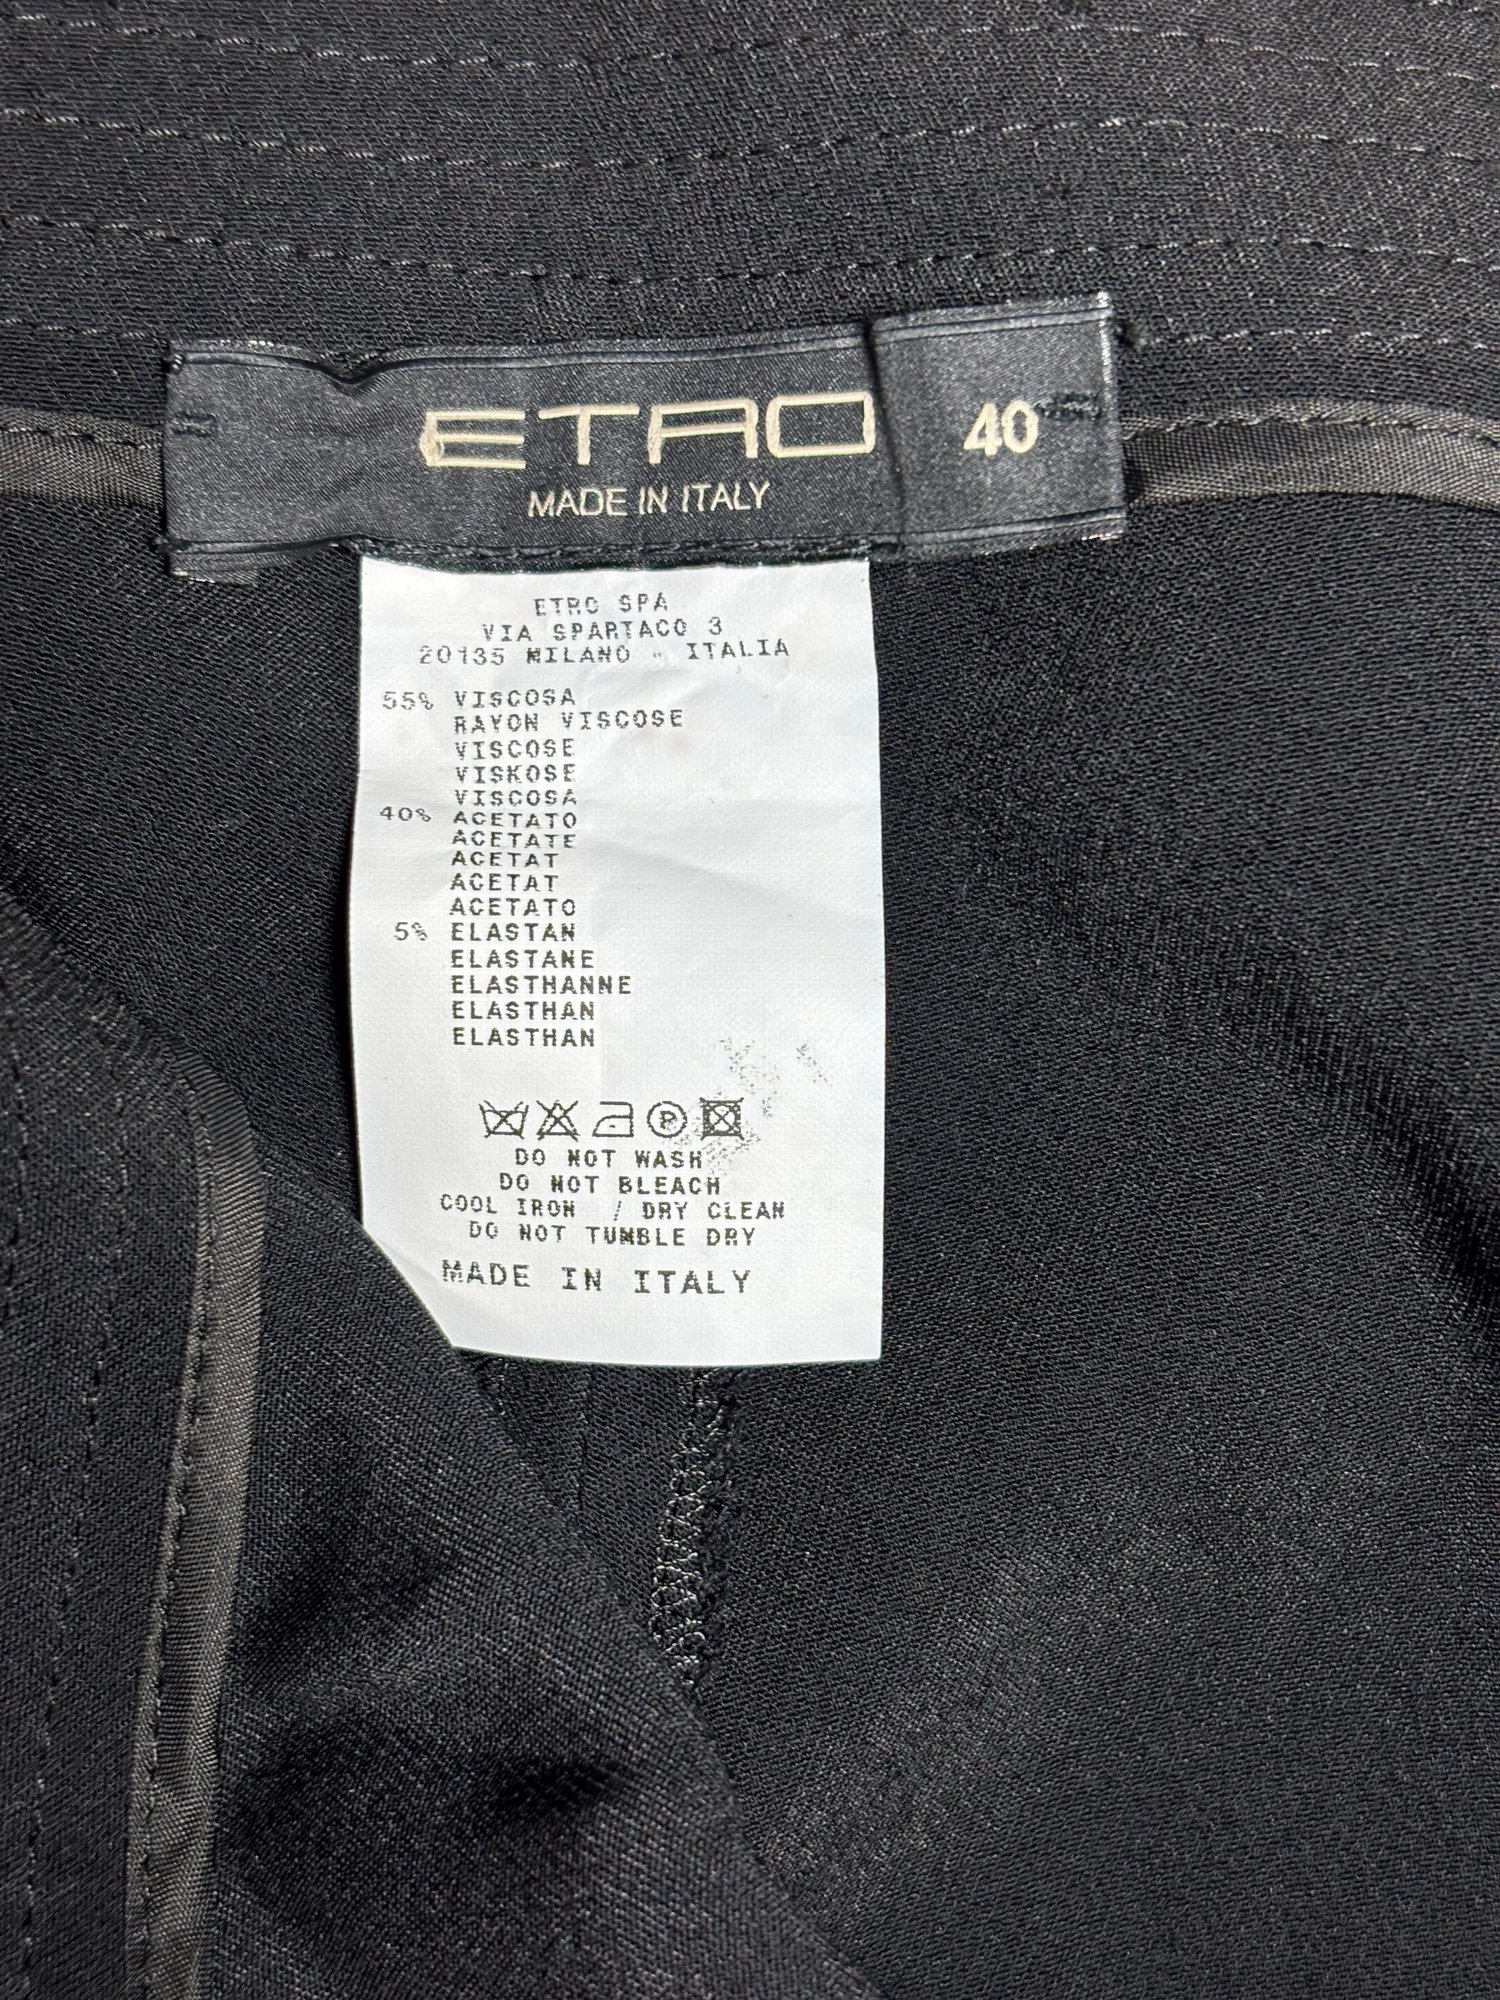 ETRO 40
MADE IN ITALY
ETRO SPA
VIA SPARTACO 3
20135 MILANO - ITALIA
55% VISCOSA
RAYON VISCOSE
VISCOSE
VISKOSE
VISCOSA
40% ACETATO
ACETATE
ACETAT
ACETAT
ACETATO
5% ELASTAN
ELASTANE
ELASTHANNE
ELASTHAN
ELASTHAN
P
DO NOT WASH
DO NOT BLEACH
COOL IRON / DRY CLEAN
DO NOT TUMBLE DRY
MADE IN ITALY